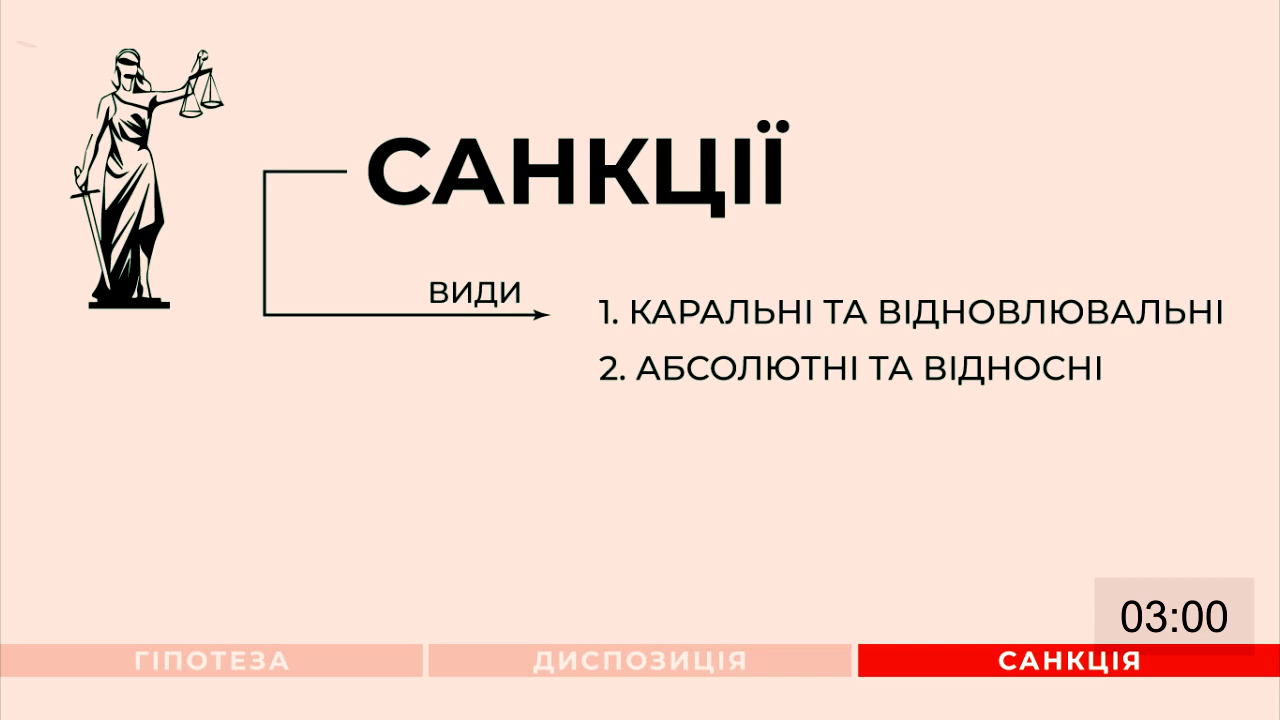 САНКЦІЇ
ВИДИ
1. КАРАЛЬНІ ТА ВІДНОВЛЮВАЛЬНІ
2. АБСОЛЮТНІ ТА ВІДНОСНІ
03:00
ГІПОТЕЗА
ДИСПОЗИЦІЯ
САНКЦІЯ